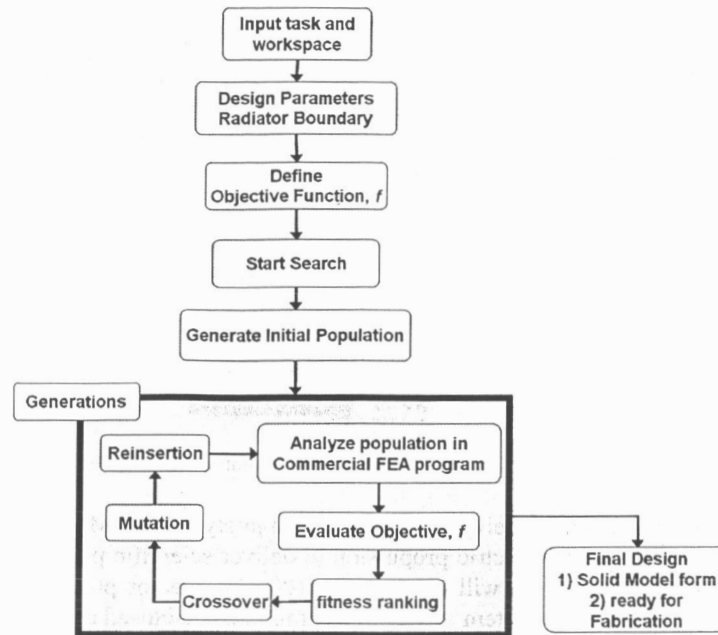 Input task and
workspace
Design Parameters
Radiator Boundary
Define
Objective Function, f
Start Search
Generate Initial Population
Generations
Reinsertion
Analyze population in
Commercial FEA program
Mutation
Evaluate Objective, f
Crossover
fitness ranking
Final Design
1) Solid Model form
2) ready for
Fabrication